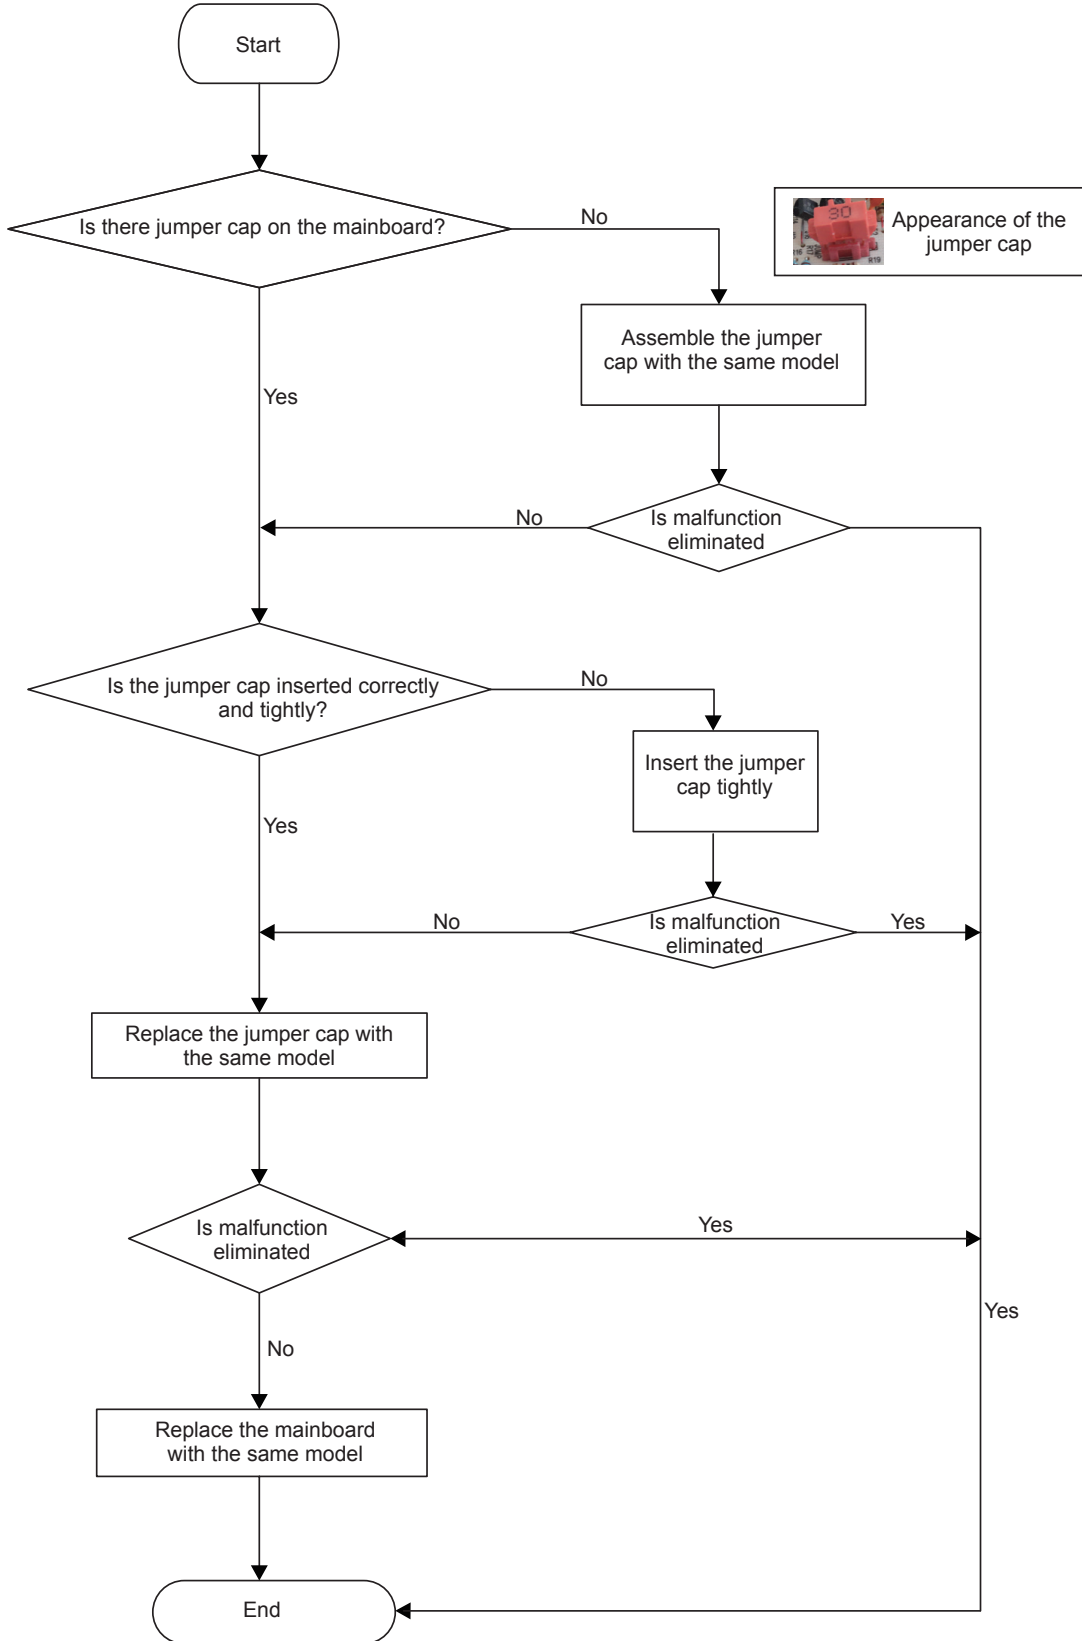 Start
Is there jumper cap on the mainboard?
No
30
R19
Appearance of the
jumper cap
Assemble the jumper
cap with the same model
Yes
No
Is malfunction
eliminated
Is the jumper cap inserted correctly
and tightly?
No
Insert the jumper
cap tightly
Yes
No
Is malfunction
eliminated
Yes
Replace the jumper cap with
the same model
Is malfunction
eliminated
Yes
Yes
No
Replace the mainboard
with the same model
End